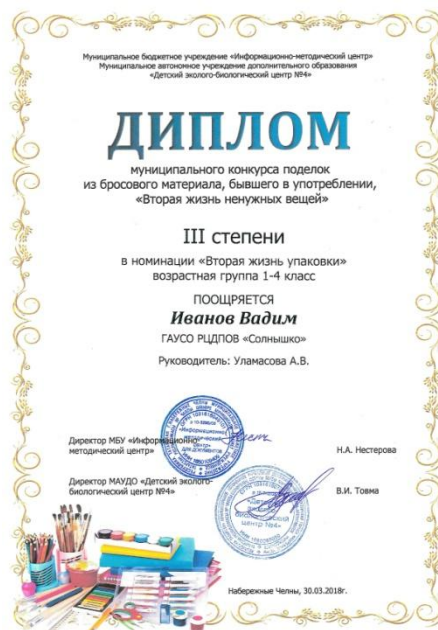 Муниципальное бюджетное учреждение «Информационно-методический центр»
Муниципальное автономное учреждение дополнительного образования
«Детский эколого-биологический центр №4»
ДИПЛОМ
муниципального конкурса поделок
из бросового материала, бывшего в употреблении,
«Вторая жизнь ненужных вещей»
III степени
в номинации «Вторая жизнь упаковки»
возрастная группа 1-4 класс
ПООЩРЯЕТСЯ
Иванов Вадим
ГАУСО РЦДПОВ «Солнышко»
Руководитель: Уламасова А.В.
Директор МБУ «Информационно-
методический центр»
Н.А. Нестерова
Директор МАУДО «Детский эколого-
биологический центр №4»
В.И. Товма
Набережные Челны, 30.03.2018г.